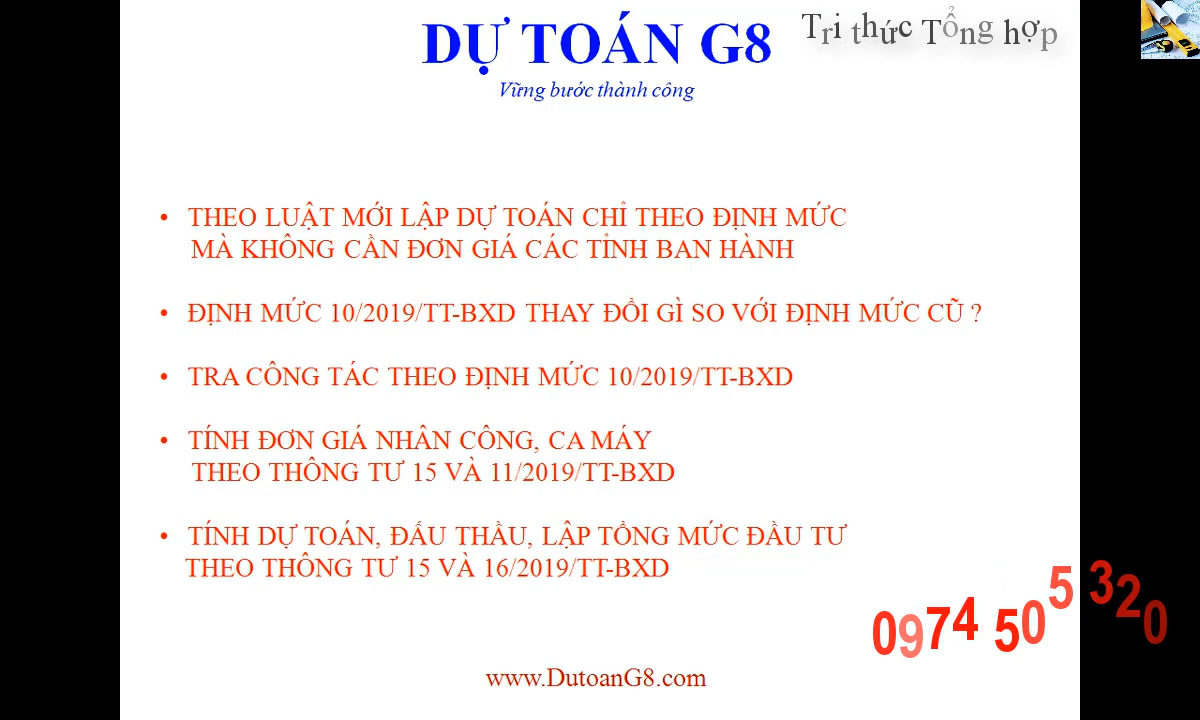 DỰ TOÁN G8
Tri thức Tổng hợp
Vững bước thành công
• THEO LUẬT MỚI LẬP DỰ TOÁN CHỈ THEO ĐỊNH MỨC
MÀ KHÔNG CẦN ĐƠN GIÁ CÁC TỈNH BAN HÀNH
• ĐỊNH MỨC 10/2019/TT-BXD THAY ĐỔI GÌ SO VỚI ĐỊNH MỨC CŨ ?
• TRA CÔNG TÁC THEO ĐỊNH MỨC 10/2019/TT-BXD
• TÍNH ĐƠN GIÁ NHÂN CÔNG, CA MÁY
THEO THÔNG TƯ 15 VÀ 11/2019/TT-BXD
• TÍNH DỰ TOÁN, ĐẤU THẦU, LẬP TỔNG MỨC ĐẦU TƯ
THEO THÔNG TƯ 15 VÀ 16/2019/TT-BXD
0974 505 320
www.DutoanG8.com